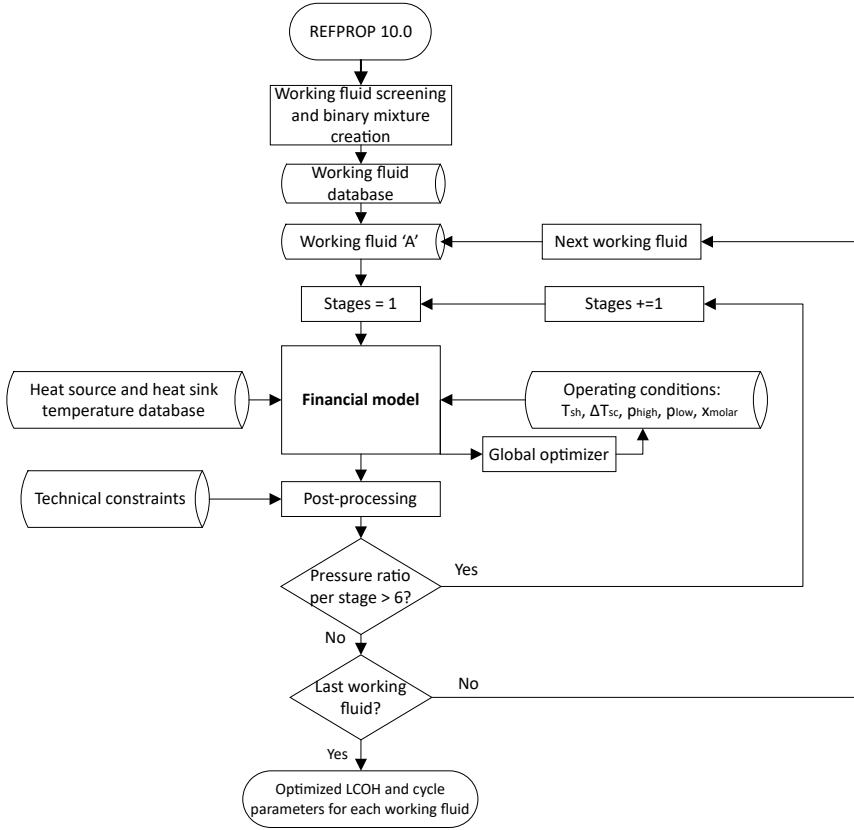 REFPROP 10.0
Working fluid screening
and binary mixture
creation
Working fluid
database
Working fluid ‘A’
Next working fluid
Stages = 1
Stages +=1
Heat source and heat sink
temperature database
Financial model
Operating conditions:
Tsh, ΔTsc, phigh, plow, xmolar
Global optimizer
Technical constraints
Post-processing
Pressure ratio
per stage > 6?
Yes
No
Last working
fluid?
No
Yes
Optimized LCOH and cycle
parameters for each working fluid